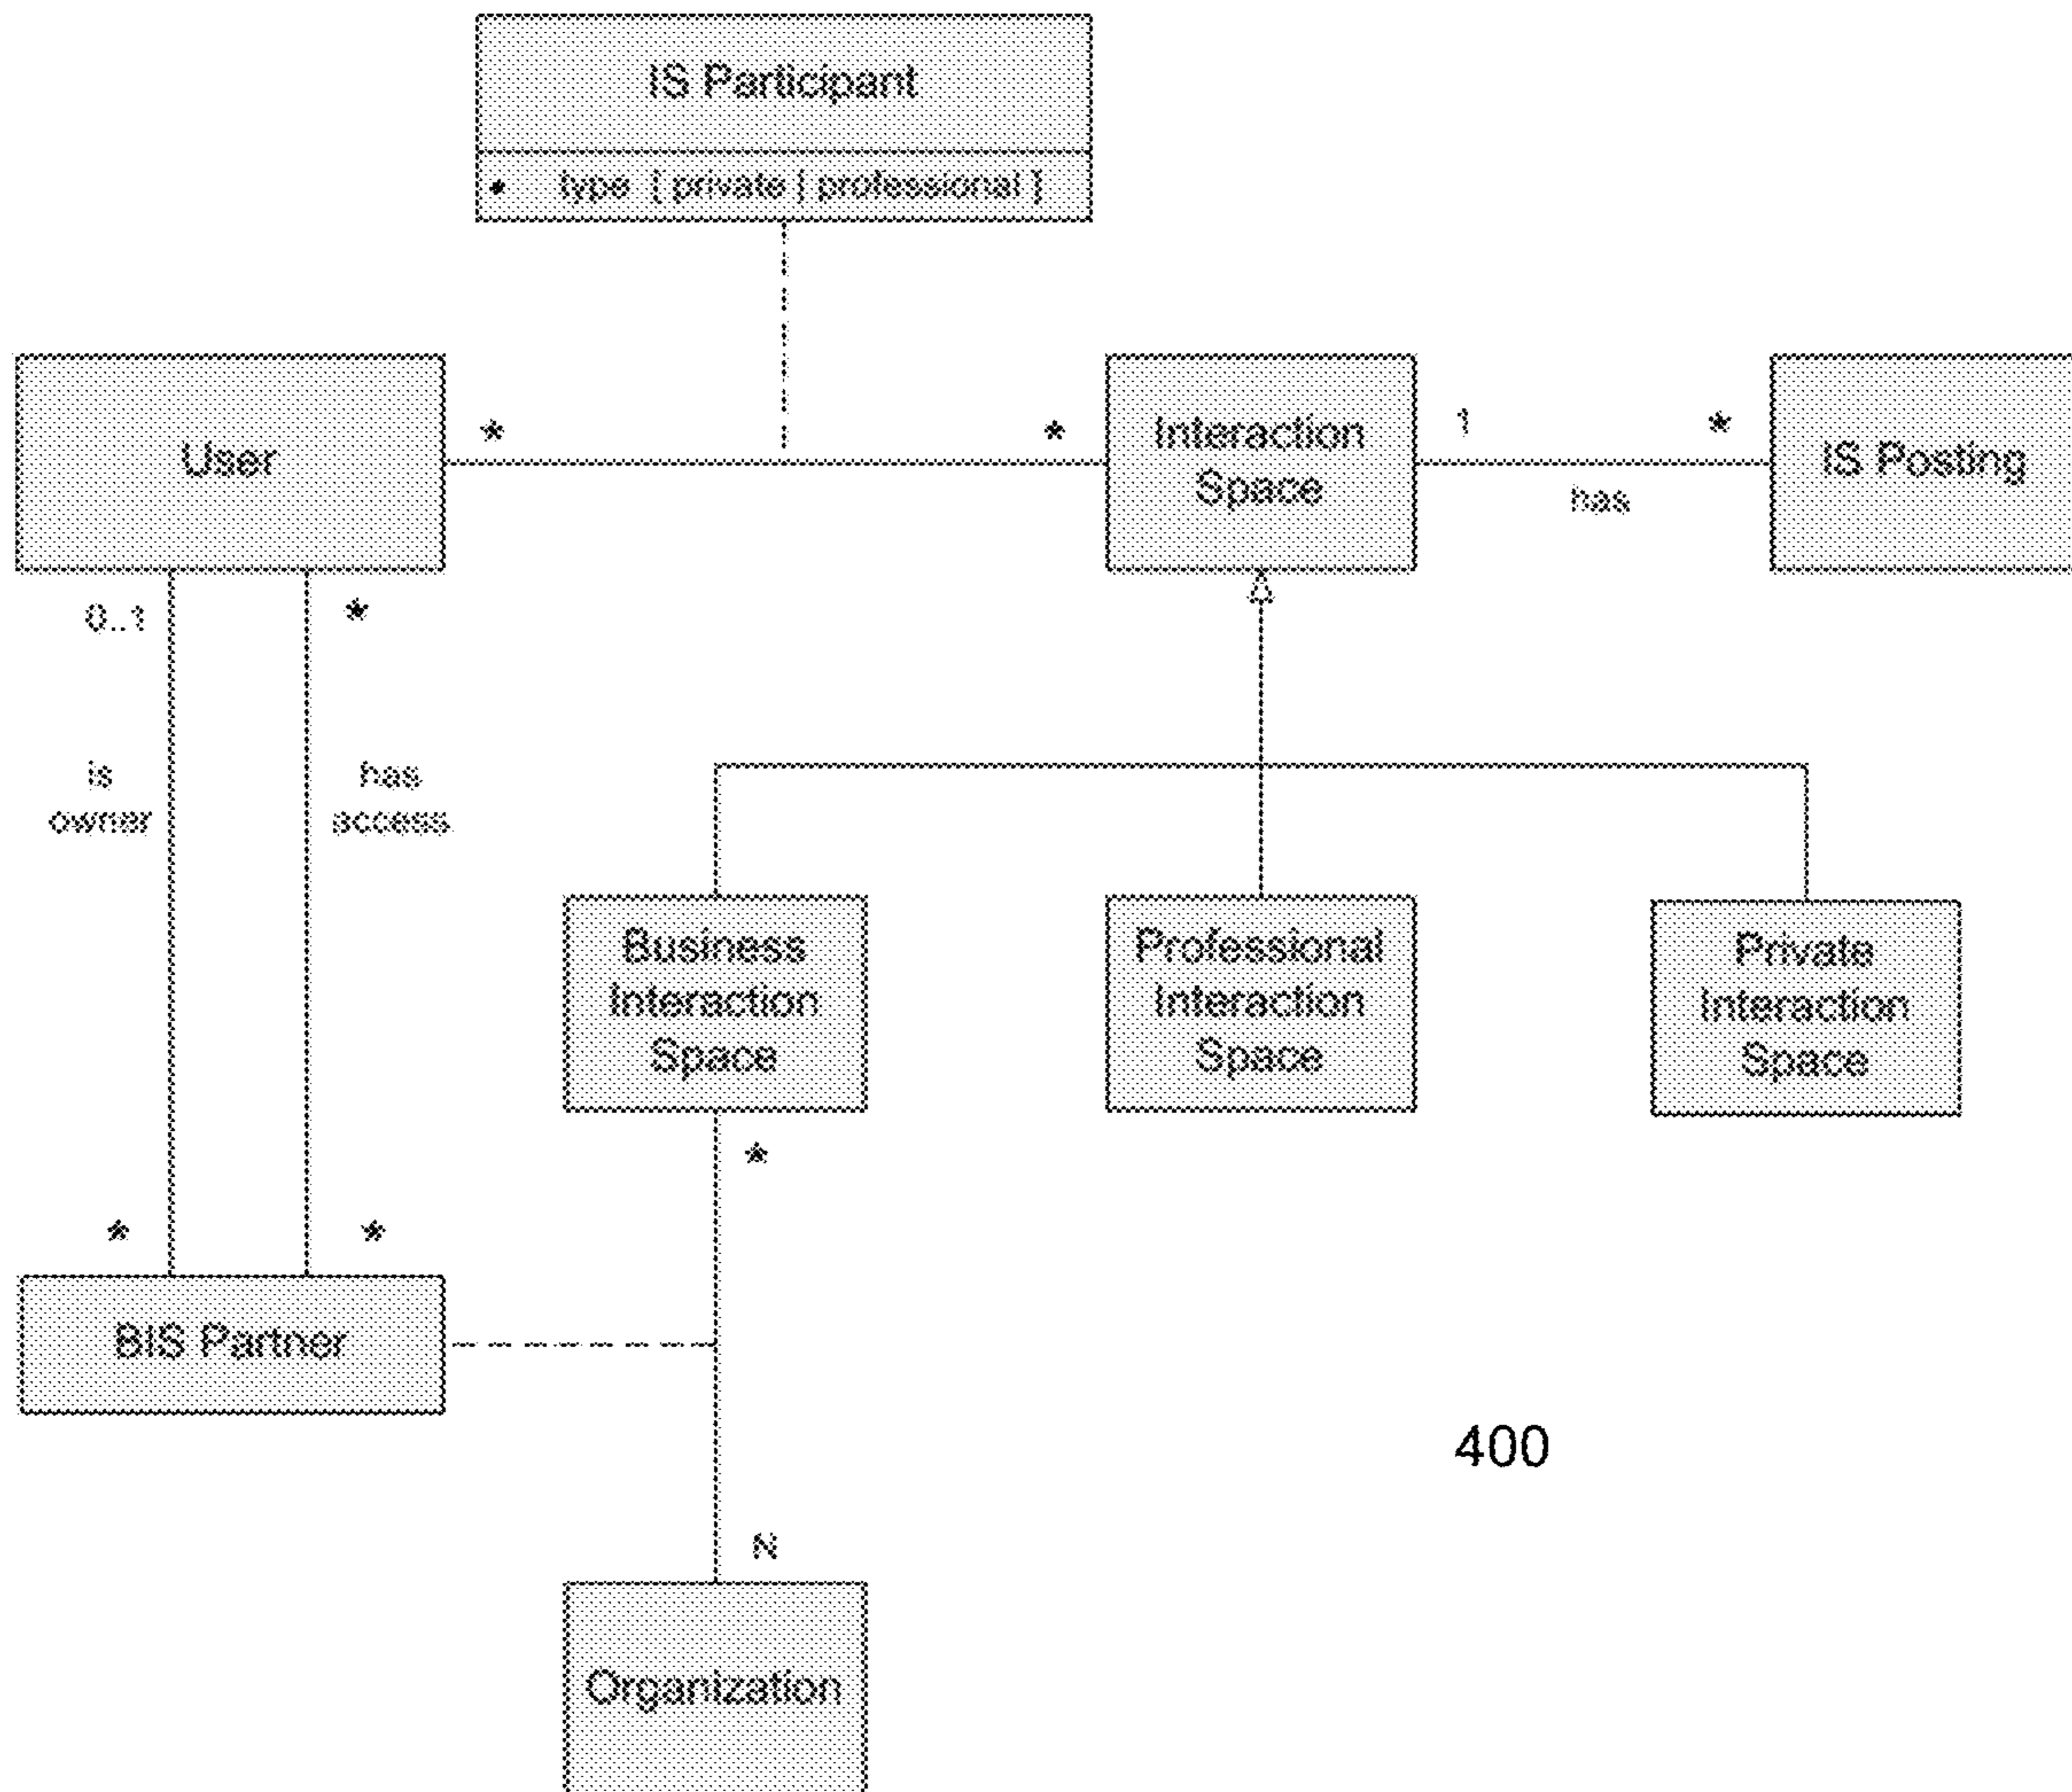 IS Participant
* type [ private | professional ]
User
*
*
Interaction
Space
1
*
has
IS Posting
0..1
*
is
owner
has
access
Business
Interaction
Space
Professional
Interaction
Space
Private
Interaction
Space
*
*
*
BIS Partner
400
N
Organization